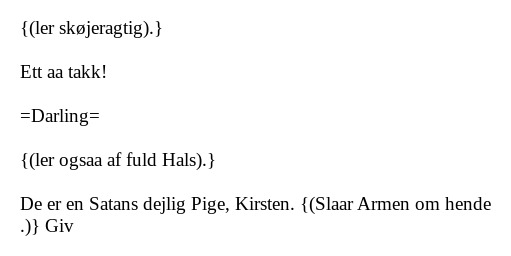 {(ler skøjeragtig).}
Ett aa takk!
=Darling=
{(ler ogsaa af fuld Hals).}
De er en Satans dejlig Pige, Kirsten. {(Slaar Armen om hende
.)} Giv